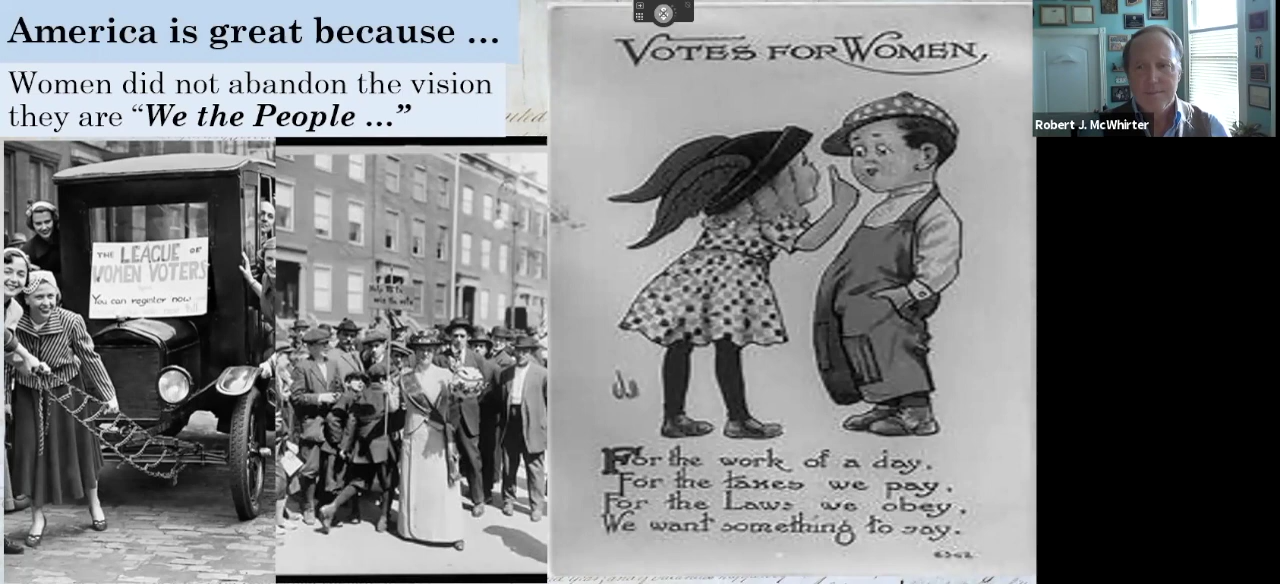 America is great because ...
Women did not abandon the vision
they are “We the People ...”
VOTES FOR WOMEN,
Robert J. McWhirter
THE LEAGUE OF
WOMEN VOTERS
You can register now
For the work of a day,
For the taxes we pay,
For the Laws we obey,
We want something to say.